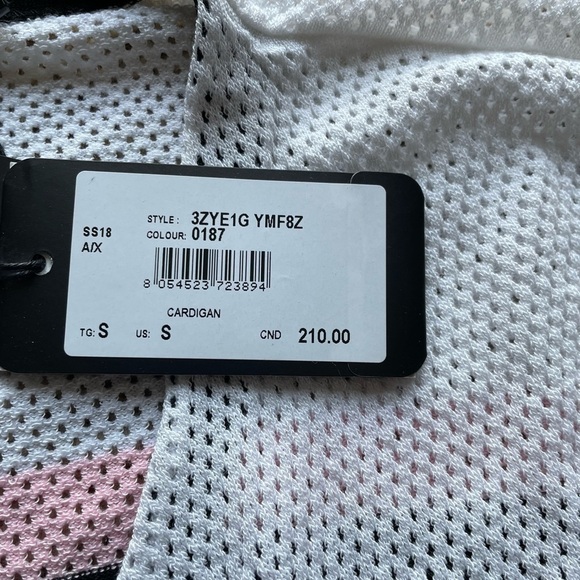 STYLE: 3ZYE1G YMF8Z
SS18 COLOUR: 0187
A/X
8 054523 723894
CARDIGAN
TG: S US: S CND 210.00